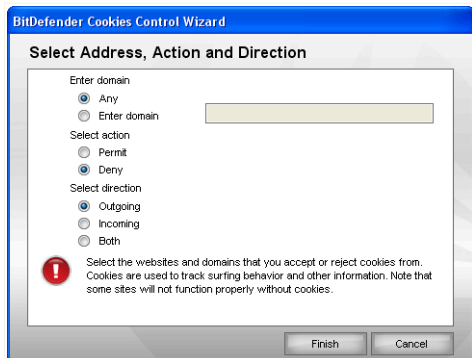 BitDefender Cookies Control Wizard
Select Address, Action and Direction
Enter domain
Any
Enter domain
Select action
Permit
Deny
Select direction
Outgoing
Incoming
Both
Select the websites and domains that you accept or reject cookies from.
Cookies are used to track surfing behavior and other information. Note that
some sites will not function properly without cookies.
Finish
Cancel